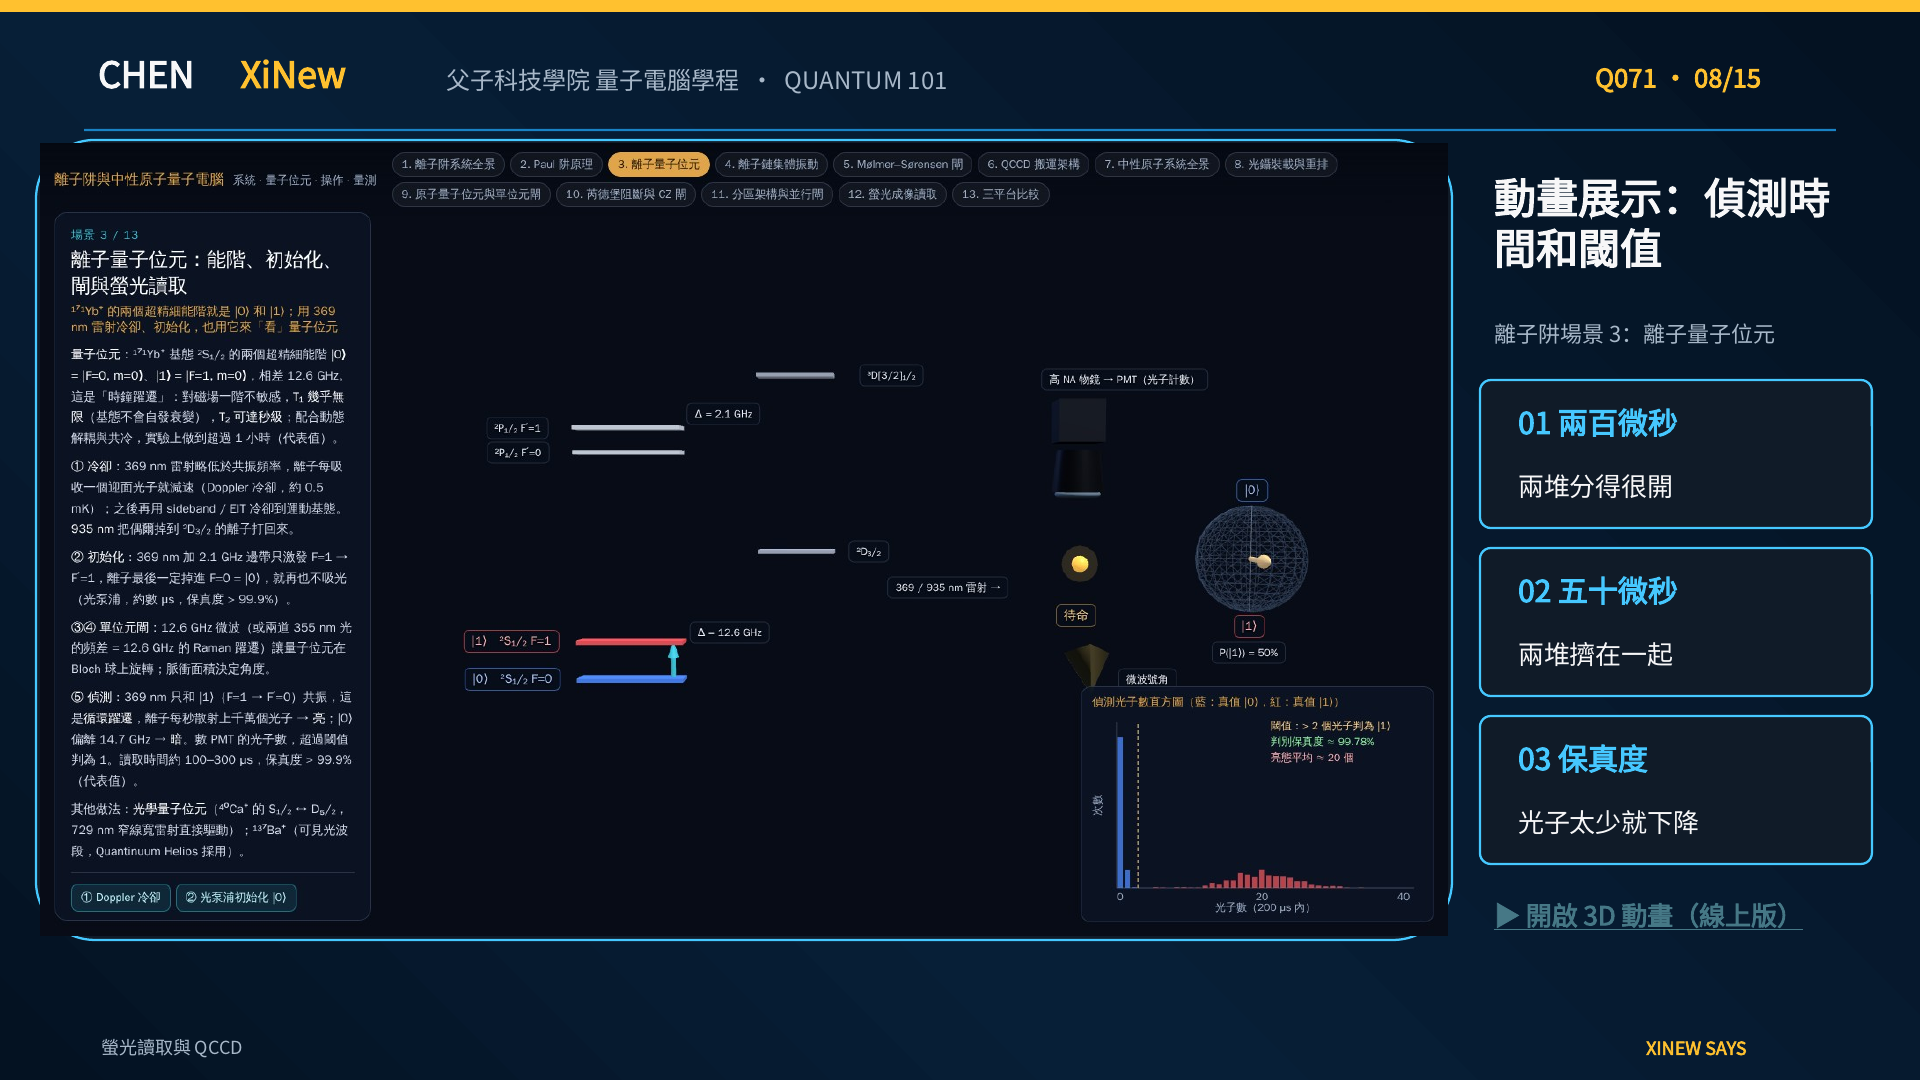 CHEN XiNew 父子科技學院 量子電腦學程 • QUANTUM 101 Q071 • 08/15
離子阱與中性原子量子電腦 系統 · 量子位元 · 操作 · 量測
1. 離子阱系統全景
2. Paul 阱原理
3. 離子量子位元
4. 離子鏈集體振動
5. Mølmer–Sørensen 閘
6. QCCD 搬運架構
7. 中性原子系統全景
8. 光鑷裝載與重排
9. 原子量子位元與單位元閘
10. 芮德堡阻斷與 CZ 閘
11. 分區架構與並行閘
12. 螢光成像讀取
13. 三平台比較
場景 3 / 13
離子量子位元：能階、初始化、
閘與螢光讀取
¹⁷¹Yb⁺ 的兩個超精細能階就是 |0⟩ 和 |1⟩；用 369
nm 雷射冷卻、初始化，也用它來「看」量子位元
量子位元：¹⁷¹Yb⁺ 基態 ²S₁/₂ 的兩個超精細能階 |0⟩
= |F=0, m=0⟩、|1⟩ = |F=1, m=0⟩，相差 12.6 GHz，
這是「時鐘躍遷」：對磁場一階不敏感，T₁ 幾乎無
限（基態不會自發衰變），T₂ 可達秒級；配合動態
解耦與共冷，實驗上做到超過 1 小時（代表值）。
① 冷卻：369 nm 雷射略低於共振頻率，離子每吸
收一個迎面光子就減速（Doppler 冷卻，約 0.5
mK）；之後再用 sideband / EIT 冷卻到運動基態。
935 nm 把偶爾掉到 ²D₃/₂ 的離子打回來。
② 初始化：369 nm 加 2.1 GHz 邊帶只激發 F=1 →
F′=1，離子最後一定掉進 F=0 = |0⟩，就再也不吸光
（光泵浦，約數 μs，保真度 > 99.9%）。
③④ 單位元閘：12.6 GHz 微波（或兩道 355 nm 光
的頻差 = 12.6 GHz 的 Raman 躍遷）讓量子位元在
Bloch 球上旋轉；脈衝面積決定角度。
⑤ 偵測：369 nm 只和 |1⟩（F=1 → F′=0）共振，這
是循環躍遷，離子每秒散射上千萬個光子 → 亮；|0⟩
偏離 14.7 GHz → 暗。數 PMT 的光子數，超過閾值
判為 1。讀取時間約 100–300 μs，保真度 > 99.9%
（代表值）。
其他做法：光學量子位元（⁴⁰Ca⁺ 的 S₁/₂ ↔ D₅/₂，
729 nm 窄線寬雷射直接驅動）；¹³⁷Ba⁺（可見光波
段，Quantinuum Helios 採用）。
① Doppler 冷卻
② 光泵浦初始化 |0⟩
³D[3/2]₁/₂
Δ = 2.1 GHz
²P₁/₂ F′=1
²P₁/₂ F′=0
²D₃/₂
369 / 935 nm 雷射 →
Δ = 12.6 GHz
|1⟩ ²S₁/₂ F=1
|0⟩ ²S₁/₂ F=0
高 NA 物鏡 → PMT（光子計數）
|0⟩
待命
|1⟩
P(|1⟩) = 50%
微波號角
偵測光子數直方圖（藍：真值 |0⟩，紅：真值 |1⟩）
閾值：> 2 個光子判為 |1⟩
判別保真度 ≈ 99.78%
亮態平均 ≈ 20 個
次數
0 20 40
光子數（200 μs 內）
動畫展示：偵測時
間和閾值
離子阱場景 3：離子量子位元
01 兩百微秒
兩堆分得很開
02 五十微秒
兩堆擠在一起
03 保真度
光子太少就下降
▶ 開啟 3D 動畫（線上版）
螢光讀取與 QCCD
XINEW SAYS